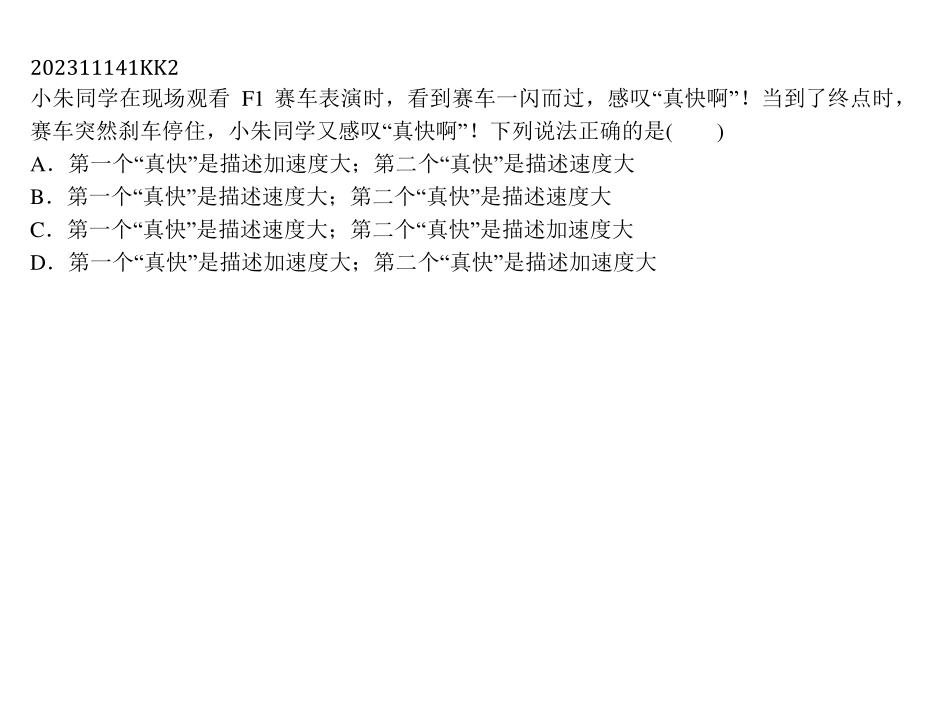 202311141KK2
小朱同学在现场观看 F1 赛车表演时，看到赛车一闪而过，感叹“真快啊”！当到了终点时，
赛车突然刹车停住，小朱同学又感叹“真快啊”！下列说法正确的是(　　)
A．第一个“真快”是描述加速度大；第二个“真快”是描述速度大
B．第一个“真快”是描述速度大；第二个“真快”是描述速度大
C．第一个“真快”是描述速度大；第二个“真快”是描述加速度大
D．第一个“真快”是描述加速度大；第二个“真快”是描述加速度大